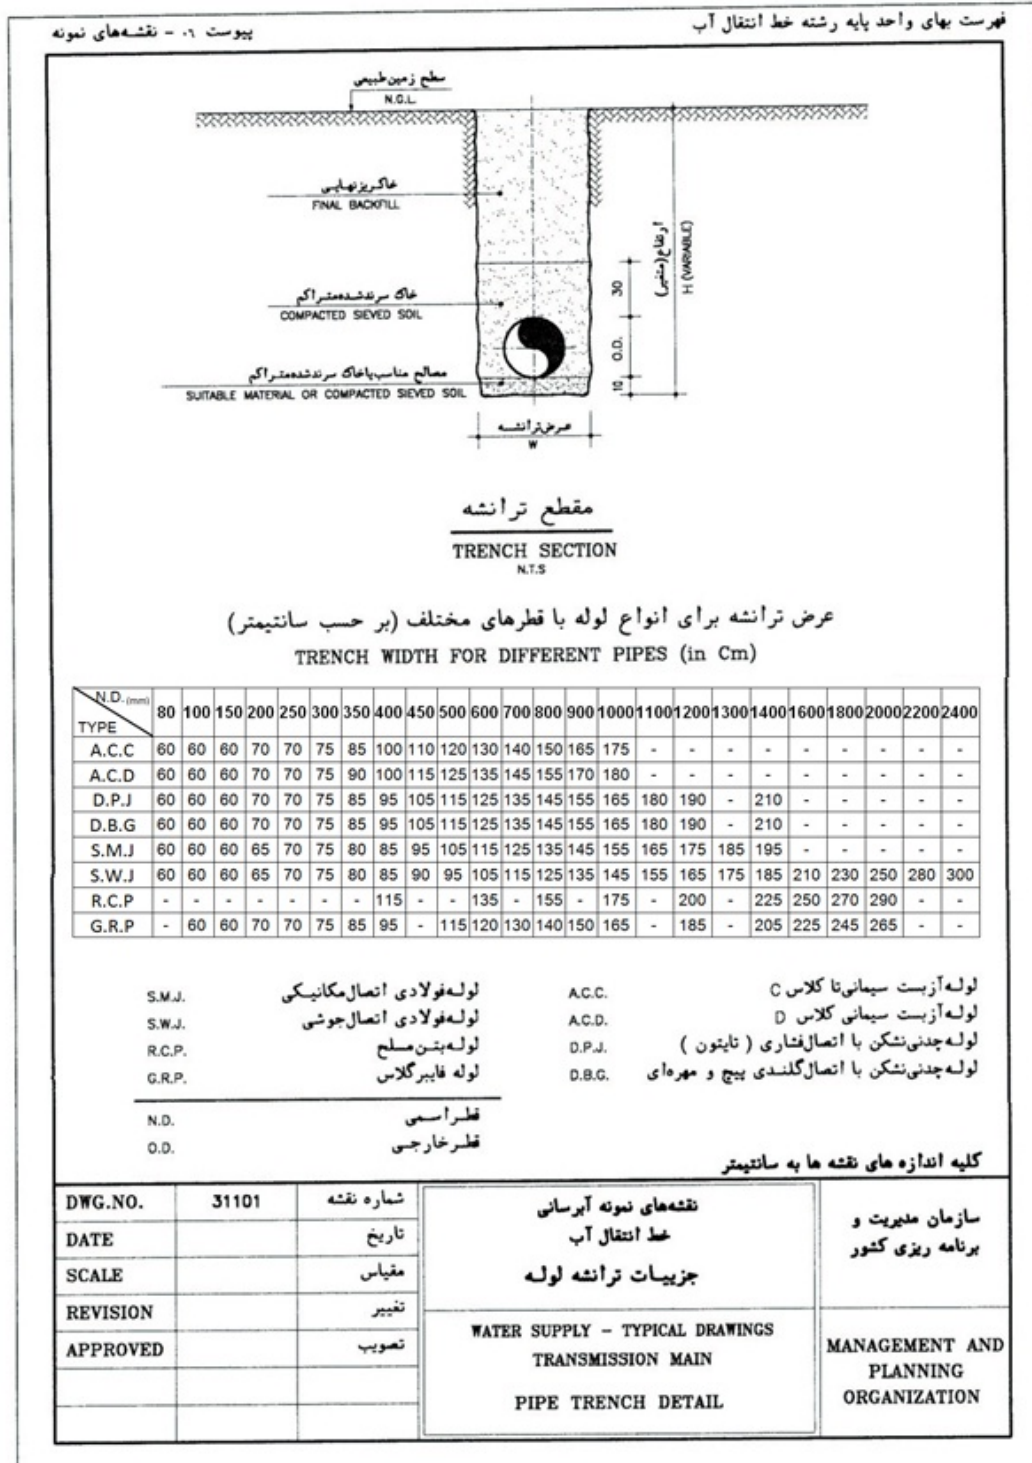 فهرست بهای واحد پایه رشته خط انتقال آب
پیوست ٠٦ - نقشه‌های نمونه
سطح زمین طبیعی
N.G.L.
خاکریز نهایی
FINAL BACKFILL
خاک سرند شده متراکم
COMPACTED SIEVED SOIL
مصالح مناسب یا خاک سرند شده متراکم
SUITABLE MATERIAL OR COMPACTED SIEVED SOIL
30
O.D.
10
ارتفاع (متغیر)
H (VARIABLE)
عرض ترانشه
W
مقطع ترانشه
TRENCH SECTION
N.T.S
عرض ترانشه برای انواع لوله با قطرهای مختلف (بر حسب سانتیمتر)
TRENCH WIDTH FOR DIFFERENT PIPES (in Cm)
N.D. (mm) TYPE 80 100 150 200 250 300 350 400 450 500 600 700 800 900 1000 1100 1200 1300 1400 1600 1800 2000 2200 2400
A.C.C 60 60 60 70 70 75 85 100 110 120 130 140 150 165 175 - - - - - - - - -
A.C.D 60 60 60 70 70 75 90 100 115 125 135 145 155 170 180 - - - - - - - - -
D.P.J 60 60 60 70 70 75 85 95 105 115 125 135 145 155 165 180 190 - 210 - - - - -
D.B.G 60 60 60 70 70 75 85 95 105 115 125 135 145 155 165 180 190 - 210 - - - - -
S.M.J 60 60 60 65 70 75 80 85 95 105 115 125 135 145 155 165 175 185 195 - - - - -
S.W.J 60 60 60 65 70 75 80 85 90 95 105 115 125 135 145 155 165 175 185 210 230 250 280 300
R.C.P - - - - - - - 115 - - 135 - 155 - 175 - 200 - 225 250 270 290 - -
G.R.P - 60 60 70 70 75 85 95 - 115 120 130 140 150 165 - 185 - 205 225 245 265 - -
لوله آزبست سیمانی تا کلاس C A.C.C.
لوله آزبست سیمانی کلاس D A.C.D.
لوله چدنی نشکن با اتصال فشاری ( تایتون ) D.P.J.
لوله چدنی نشکن با اتصال گلندی پیچ و مهره‌ای D.B.G.
لوله فولادی اتصال مکانیکی S.M.J.
لوله فولادی اتصال جوشی S.W.J.
لوله بتن مسلح R.C.P.
لوله فایبر گلاس G.R.P.
قطر اسمی N.D.
قطر خارجی O.D.
کلیه اندازه های نقشه ها به سانتیمتر
سازمان مدیریت و
برنامه ریزی کشور
MANAGEMENT AND
PLANNING
ORGANIZATION
نقشه‌های نمونه آبرسانی
خط انتقال آب
جزییات ترانشه لوله
WATER SUPPLY - TYPICAL DRAWINGS
TRANSMISSION MAIN
PIPE TRENCH DETAIL
DWG.NO. 31101 شماره نقشه
DATE تاریخ
SCALE مقیاس
REVISION تغییر
APPROVED تصویب